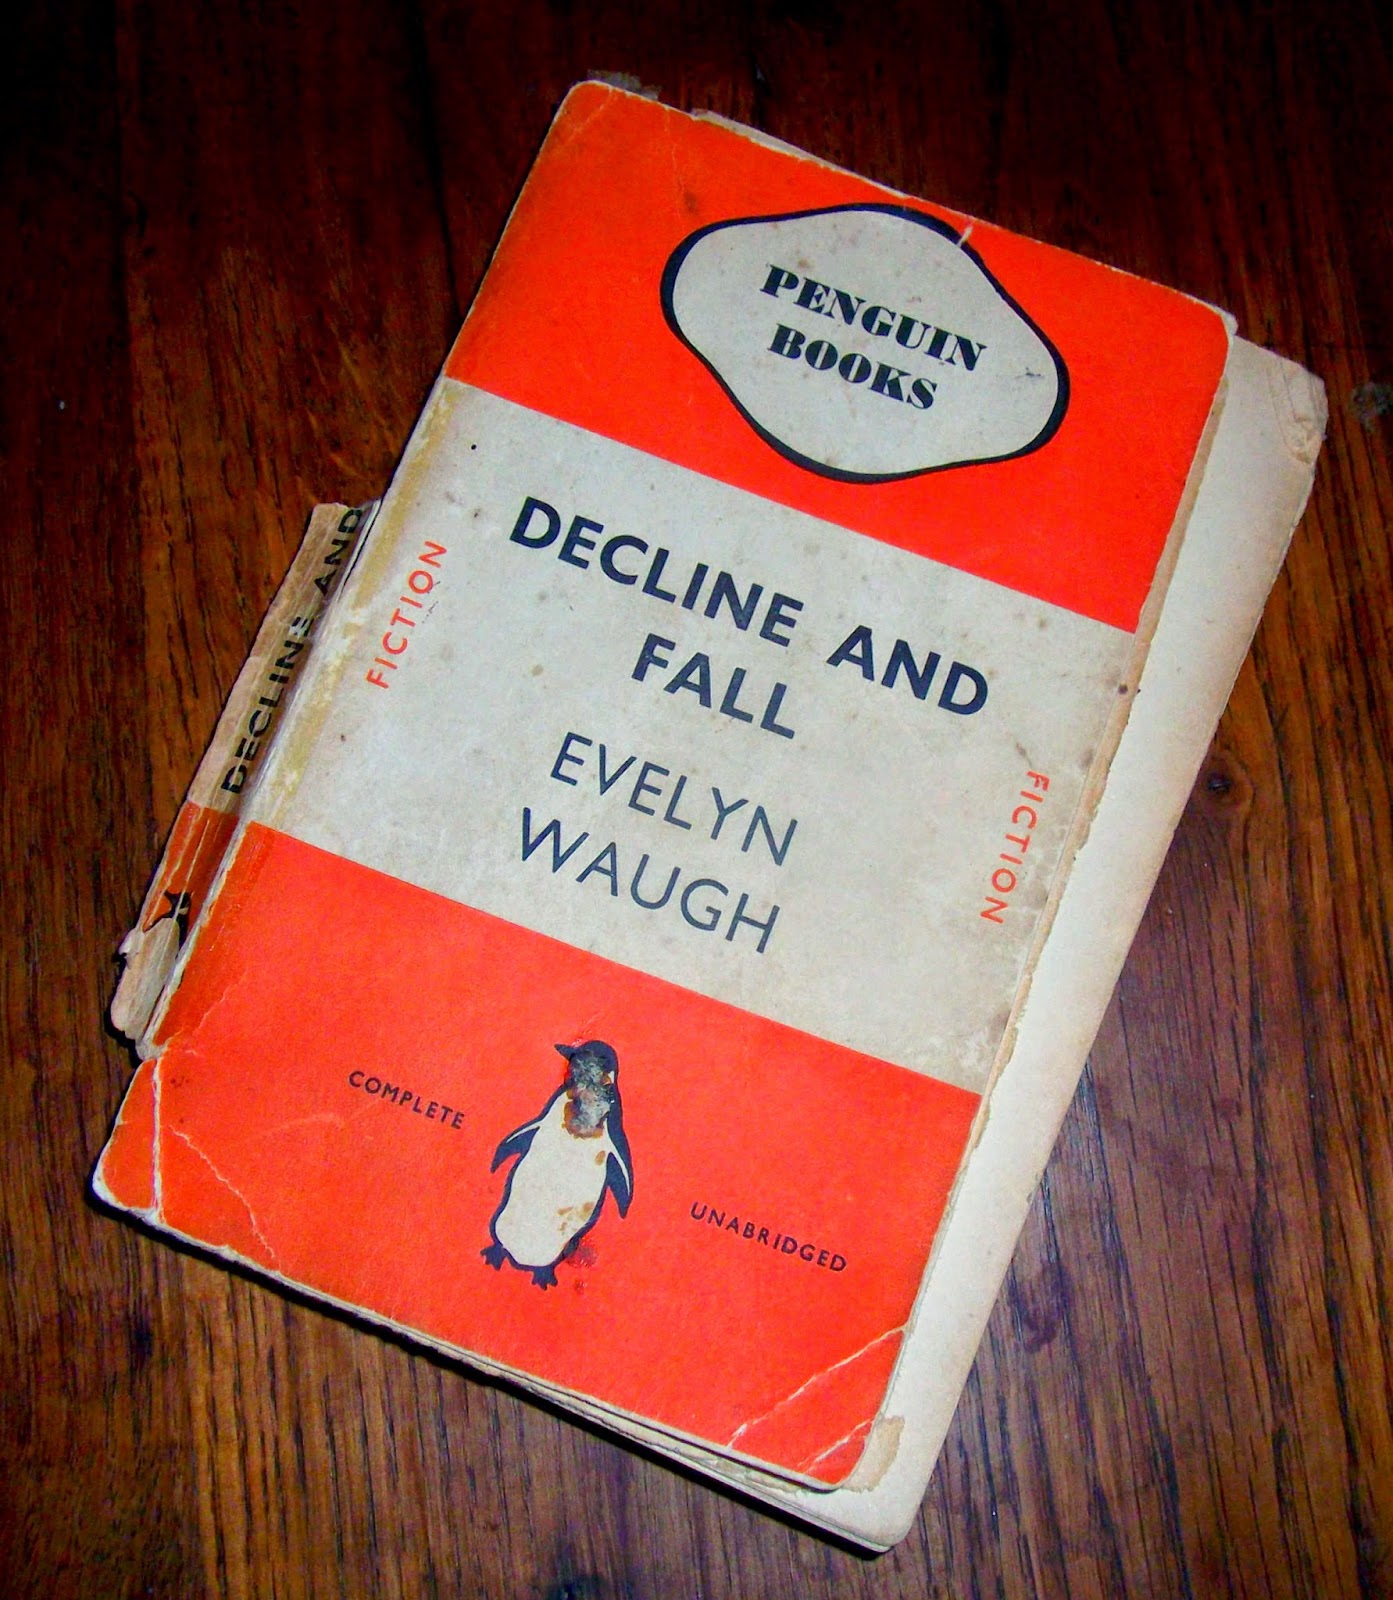 PENGUIN
BOOKS
DECLINE AND
FALL
EVELYN
WAUGH
FICTION
FICTION
COMPLETE
UNABRIDGED
DECLINE AND